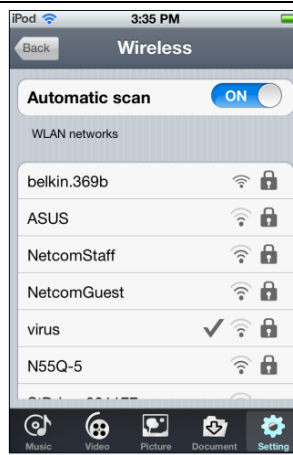 iPod 3:35 PM
Back Wireless
Automatic scan ON
WLAN networks
belkin.369b
ASUS
NetcomStaff
NetcomGuest
virus
N55Q-5
Music Video Picture Document Setting